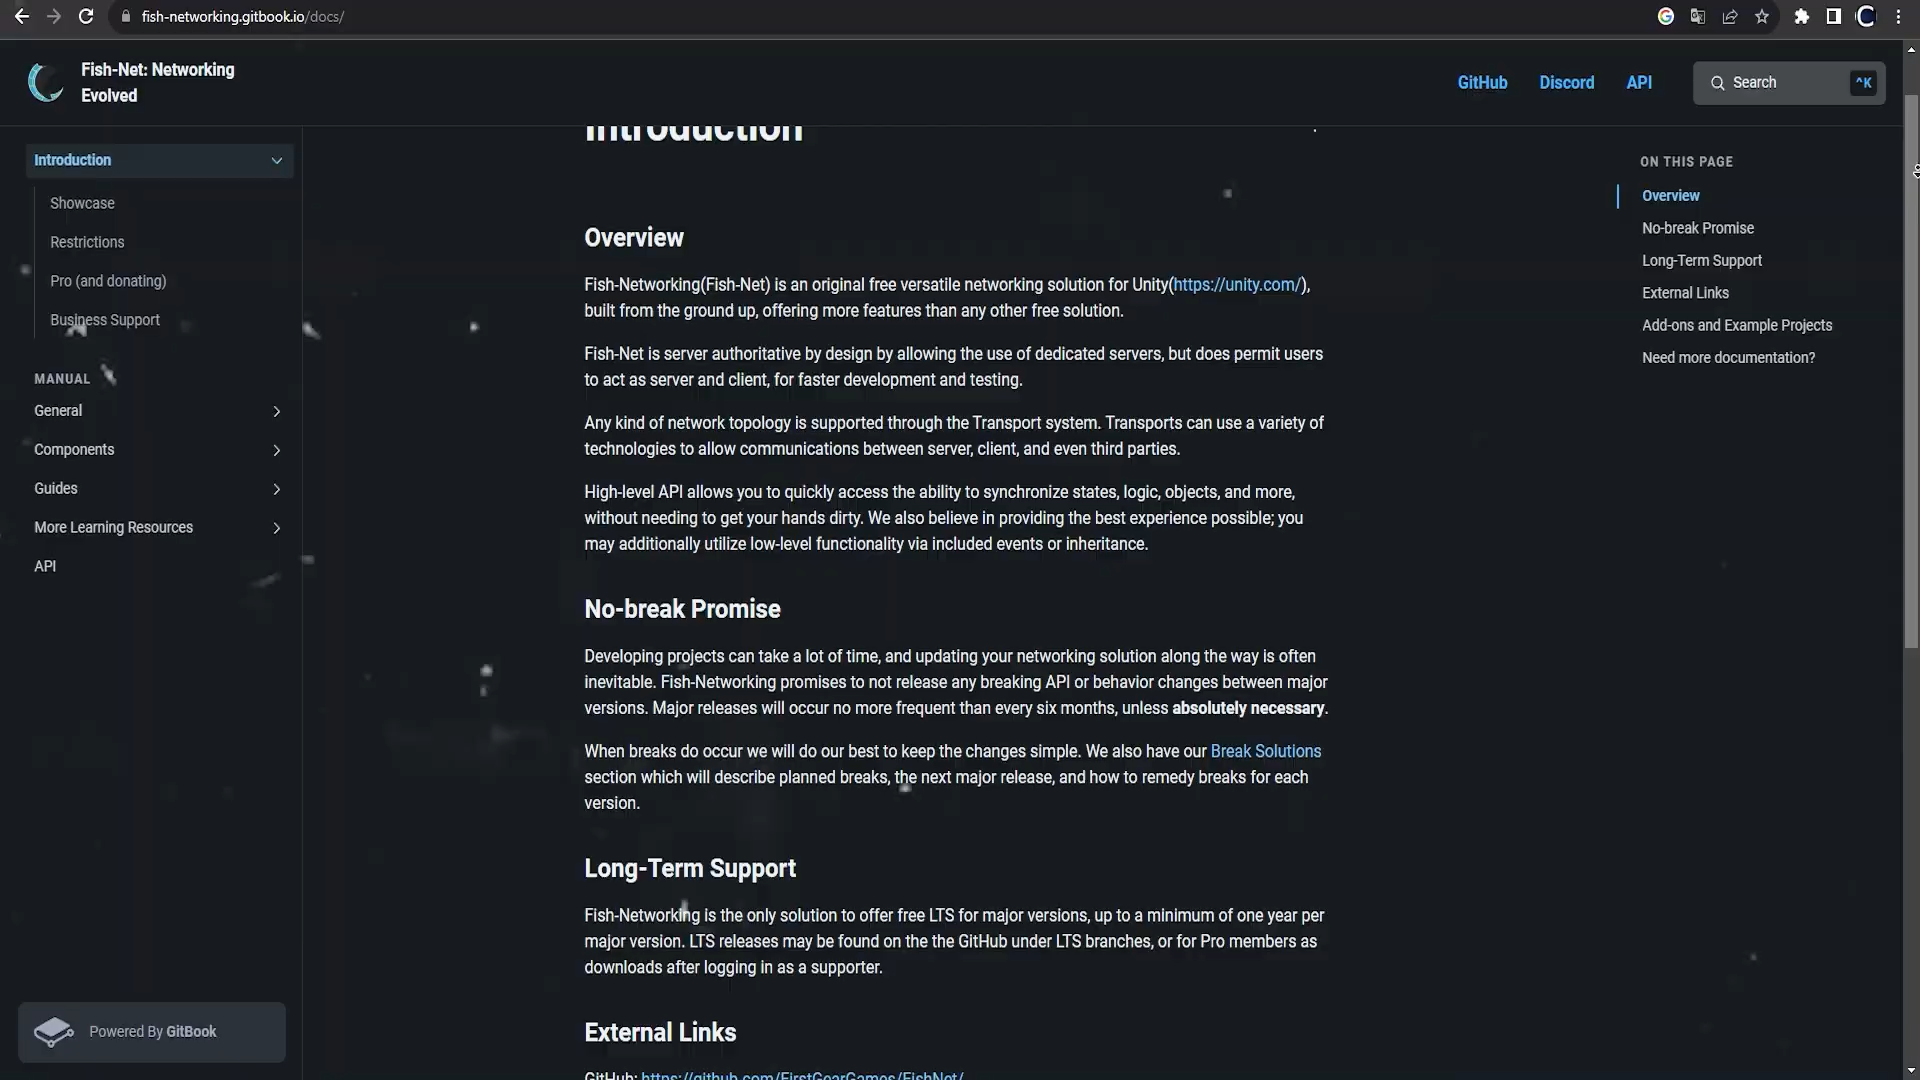 fish-networking.gitbook.io/docs/
Fish-Net: Networking
Evolved
GitHub
Discord
API
Search
^K
Introduction
Showcase
Restrictions
Pro (and donating)
Business Support
MANUAL
General
Components
Guides
More Learning Resources
API
Powered By GitBook
Introduction
Overview
Fish-Networking(Fish-Net) is an original free versatile networking solution for Unity(https://unity.com/),
built from the ground up, offering more features than any other free solution.
Fish-Net is server authoritative by design by allowing the use of dedicated servers, but does permit users
to act as server and client, for faster development and testing.
Any kind of network topology is supported through the Transport system. Transports can use a variety of
technologies to allow communications between server, client, and even third parties.
High-level API allows you to quickly access the ability to synchronize states, logic, objects, and more,
without needing to get your hands dirty. We also believe in providing the best experience possible; you
may additionally utilize low-level functionality via included events or inheritance.
No-break Promise
Developing projects can take a lot of time, and updating your networking solution along the way is often
inevitable. Fish-Networking promises to not release any breaking API or behavior changes between major
versions. Major releases will occur no more frequent than every six months, unless absolutely necessary.
When breaks do occur we will do our best to keep the changes simple. We also have our Break Solutions
section which will describe planned breaks, the next major release, and how to remedy breaks for each
version.
Long-Term Support
Fish-Networking is the only solution to offer free LTS for major versions, up to a minimum of one year per
major version. LTS releases may be found on the the GitHub under LTS branches, or for Pro members as
downloads after logging in as a supporter.
External Links
GitHub: https://github.com/FirstGearGames/FishNet/
ON THIS PAGE
Overview
No-break Promise
Long-Term Support
External Links
Add-ons and Example Projects
Need more documentation?